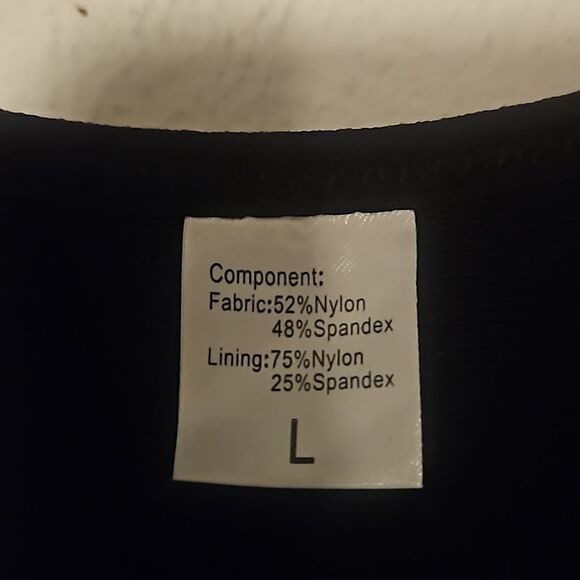 Component:
Fabric:52%Nylon
48%Spandex
Lining:75%Nylon
25%Spandex
L